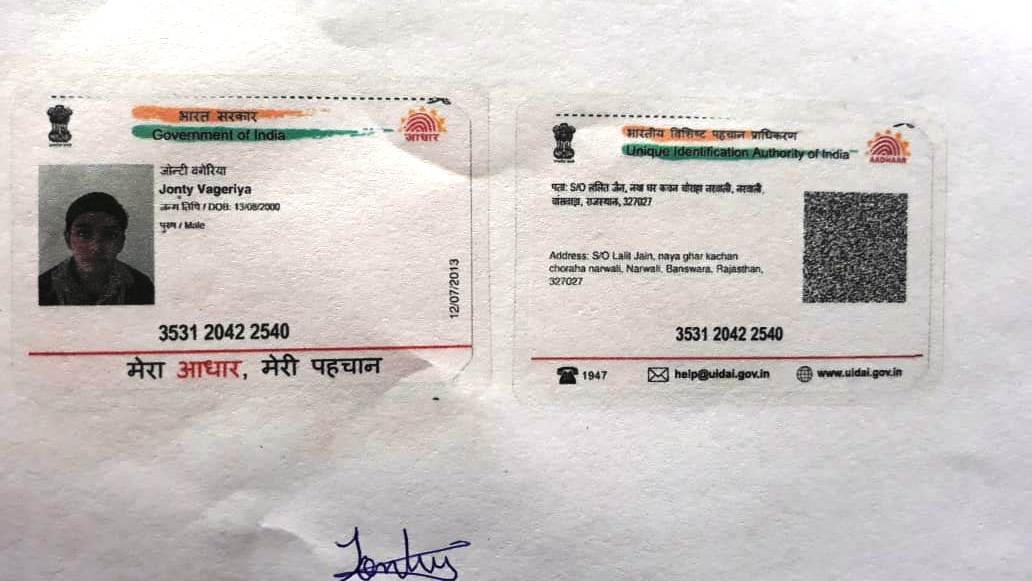 भारत सरकार
Government of India
आधार
जोन्टी वगेरिया
Jonty Vageriya
जन्म तिथि / DOB: 13/08/2000
पुरुष / Male
12/07/2013
3531 2042 2540
मेरा आधार, मेरी पहचान
भारतीय विशिष्ट पहचान प्राधिकरण
Unique Identification Authority of India
AADHAAR
पता: S/O ललित जैन, नया घर कचन चोराहा नरवाली, नरवाली,
बांसवाड़ा, राजस्थान, 327027
Address: S/O Lalit Jain, naya ghar kachan
choraha narwali, Narwali, Banswara, Rajasthan,
327027
3531 2042 2540
1947
help@uidai.gov.in
www.uidai.gov.in
Jonty